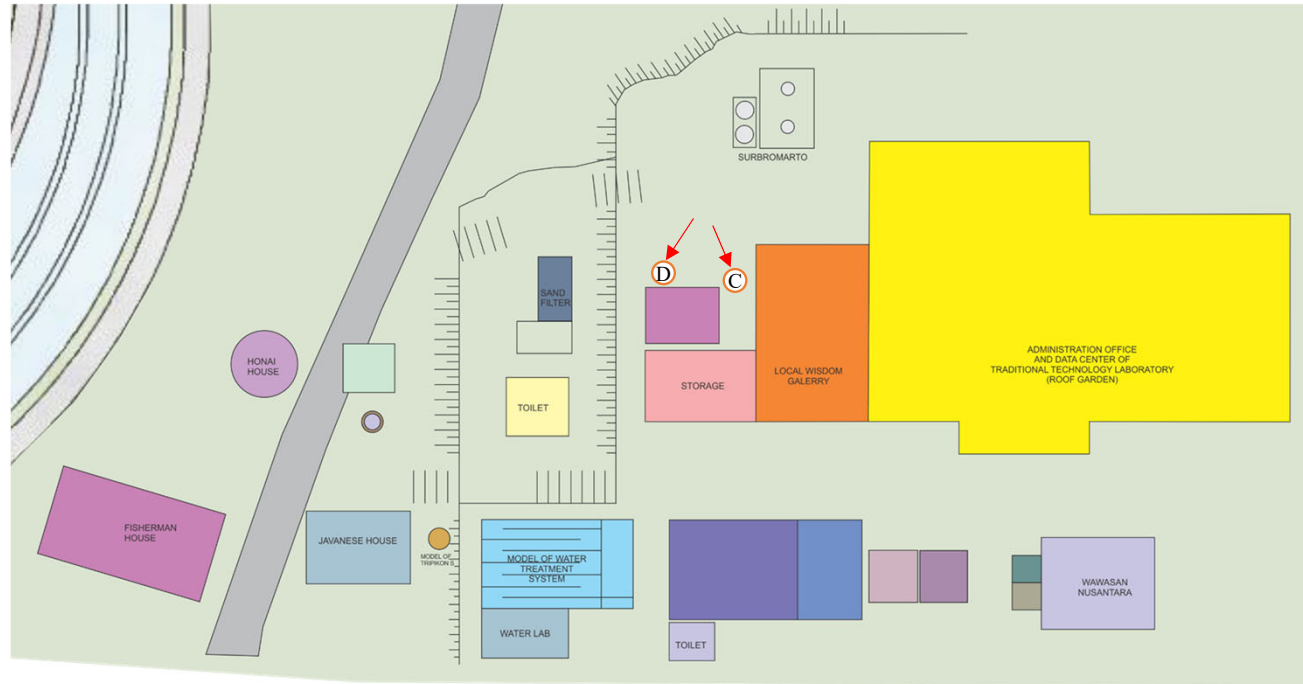 SURBROMARTO
D
C
SAND
FILTER
HONAI
HOUSE
ADMINISTRATION OFFICE
AND DATA CENTER OF
TRADITIONAL TECHNOLOGY LABORATORY
(ROOF GARDEN)
LOCAL WISDOM
GALERRY
STORAGE
TOILET
FISHERMAN
HOUSE
JAVANESE HOUSE
MODEL OF
TRIPIKON S
MODEL OF WATER
TREATMENT
SYSTEM
WAWASAN
NUSANTARA
WATER LAB
TOILET